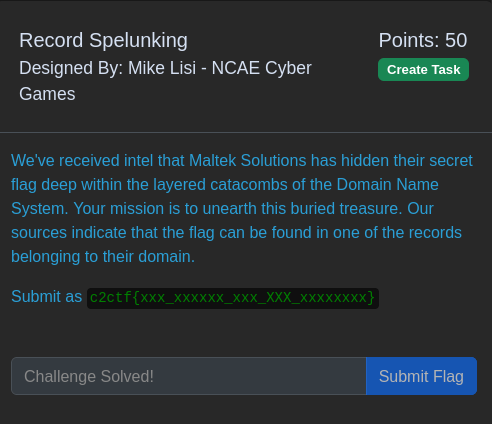 Record Spelunking
Points: 50
Designed By: Mike Lisi - NCAE Cyber
Games
Create Task
We've received intel that Maltek Solutions has hidden their secret
flag deep within the layered catacombs of the Domain Name
System. Your mission is to unearth this buried treasure. Our
sources indicate that the flag can be found in one of the records
belonging to their domain.
Submit as c2ctf{xxx_xxxxxx_xxx_XXX_xxxxxxxx}
Challenge Solved!
Submit Flag